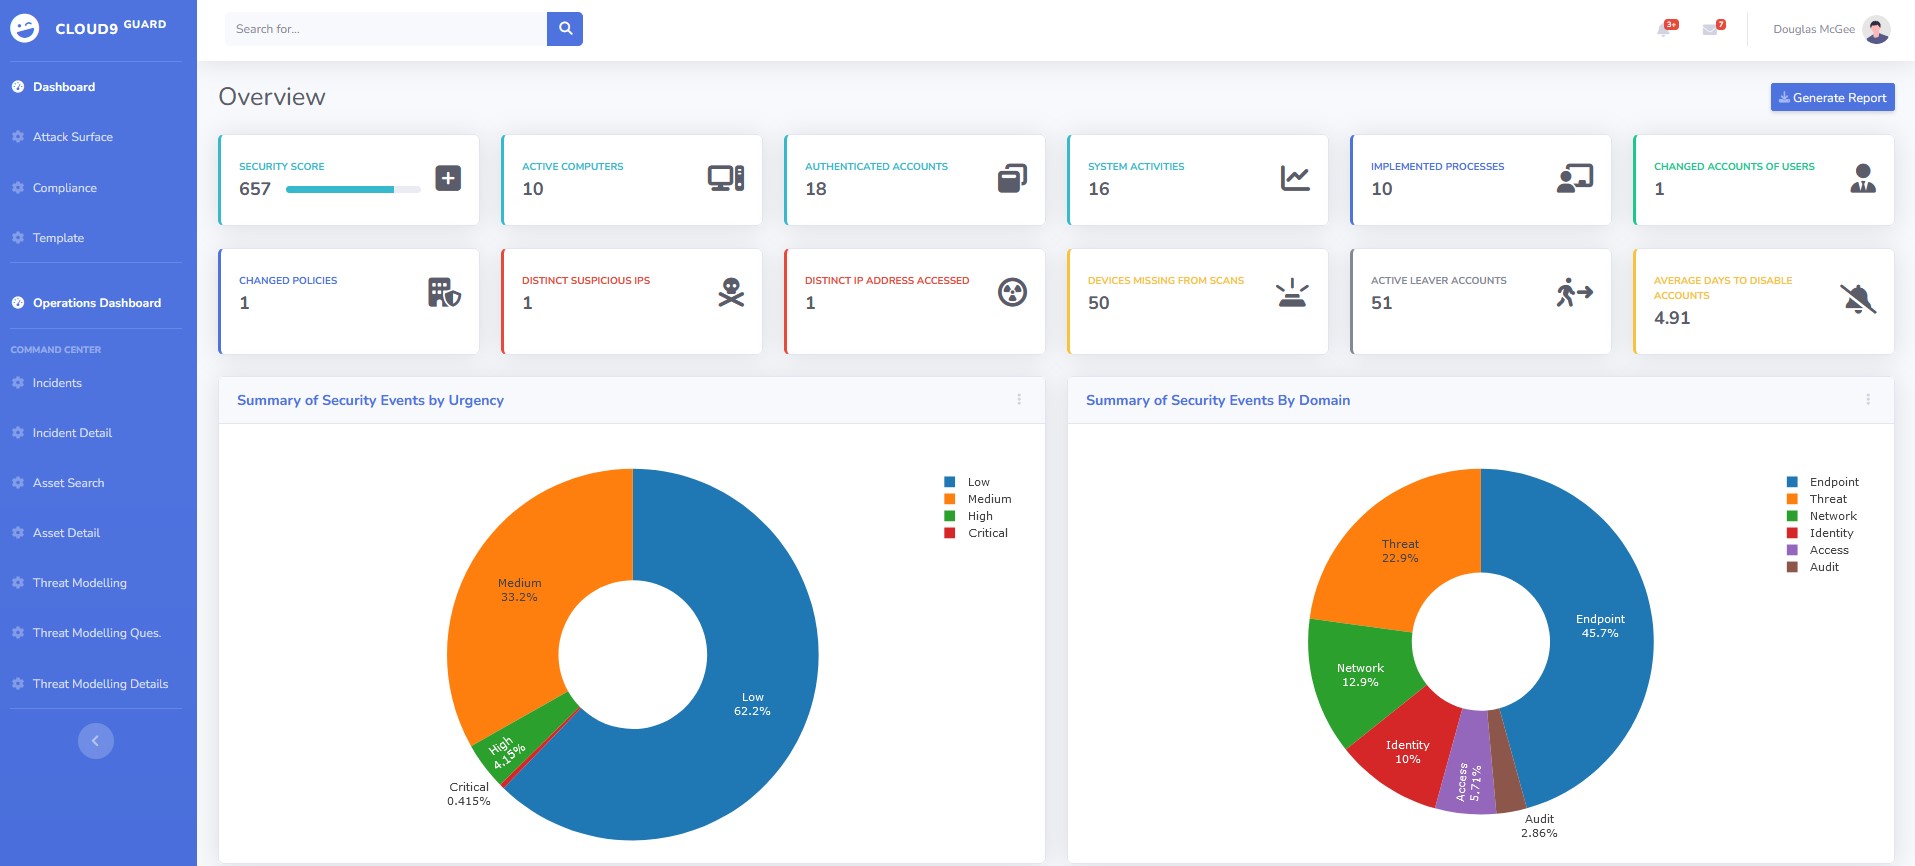 CLOUD9 GUARD
Search for...
3+
7
Douglas McGee
Dashboard
Attack Surface
Compliance
Template
Operations Dashboard
COMMAND CENTER
Incidents
Incident Detail
Asset Search
Asset Detail
Threat Modelling
Threat Modelling Ques.
Threat Modelling Details
Overview
Generate Report
SECURITY SCORE
657
ACTIVE COMPUTERS
10
AUTHENTICATED ACCOUNTS
18
SYSTEM ACTIVITIES
16
IMPLEMENTED PROCESSES
10
CHANGED ACCOUNTS OF USERS
1
CHANGED POLICIES
1
DISTINCT SUSPICIOUS IPS
1
DISTINCT IP ADDRESS ACCESSED
1
DEVICES MISSING FROM SCANS
50
ACTIVE LEAVER ACCOUNTS
51
AVERAGE DAYS TO DISABLE
ACCOUNTS
4.91
Summary of Security Events by Urgency
Low
Medium
High
Critical
Medium
33.2%
Low
62.2%
High
4.15%
Critical
0.415%
Summary of Security Events By Domain
Endpoint
Threat
Network
Identity
Access
Audit
Threat
22.9%
Endpoint
45.7%
Network
12.9%
Identity
10%
Access
5.71%
Audit
2.86%